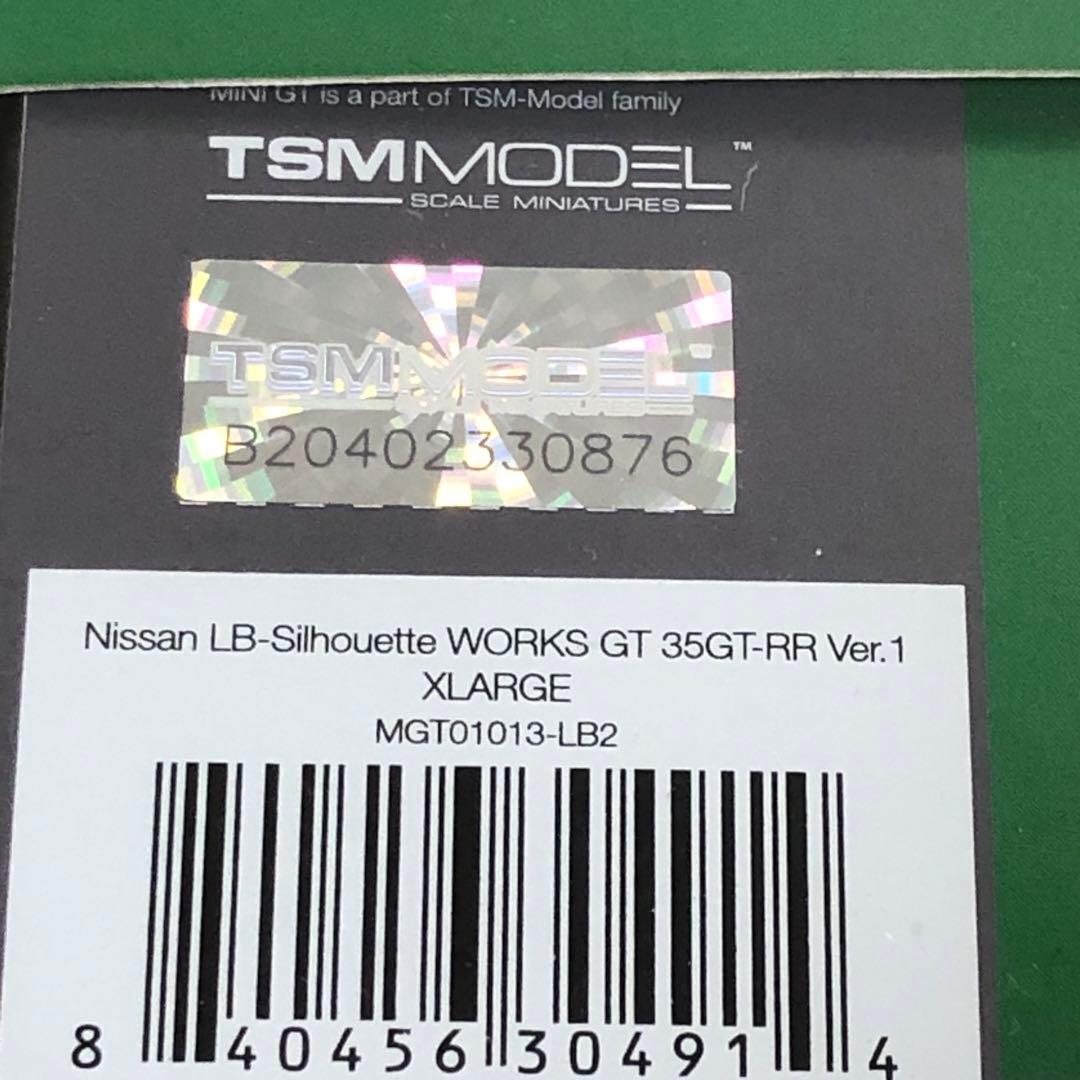 MINI GT is a part of TSM-Model family
TSMMODEL™
SCALE MINIATURES
TSMMODEL
B20402330876
Nissan LB-Silhouette WORKS GT 35GT-RR Ver.1
XLARGE
MGT01013-LB2
8 40456 30491 4